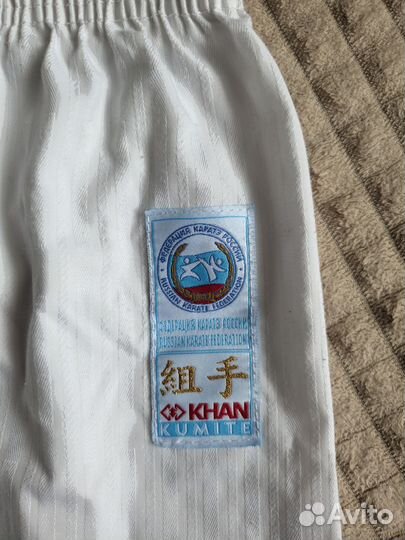 ФЕДЕРАЦИЯ КАРАТЭ РОССИИ
RUSSIAN KARATE FEDERATION
ФЕДЕРАЦИЯ КАРАТЭ РОССИИ
RUSSIAN KARATE FEDERATION
組手
KHAN
KUMITE
Avito